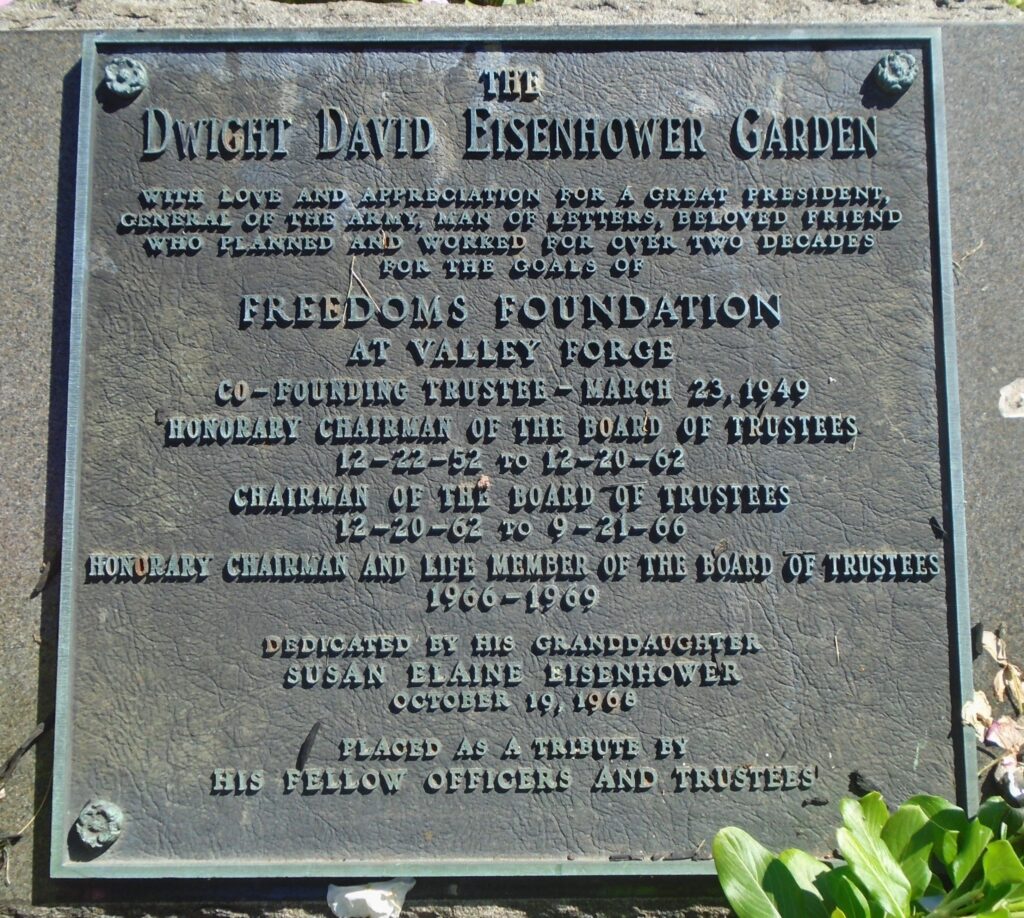 THE
DWIGHT DAVID EISENHOWER GARDEN
WITH LOVE AND APPRECIATION FOR A GREAT PRESIDENT,
GENERAL OF THE ARMY, MAN OF LETTERS, BELOVED FRIEND
WHO PLANNED AND WORKED FOR OVER TWO DECADES
FOR THE GOALS OF
FREEDOMS FOUNDATION
AT VALLEY FORGE
CO-FOUNDING TRUSTEE - MARCH 23, 1949
HONORARY CHAIRMAN OF THE BOARD OF TRUSTEES
12-22-52 TO 12-20-62
CHAIRMAN OF THE BOARD OF TRUSTEES
12-20-62 TO 9-21-66
HONORARY CHAIRMAN AND LIFE MEMBER OF THE BOARD OF TRUSTEES
1966-1969
DEDICATED BY HIS GRANDDAUGHTER
SUSAN ELAINE EISENHOWER
OCTOBER 19, 1968
PLACED AS A TRIBUTE BY
HIS FELLOW OFFICERS AND TRUSTEES